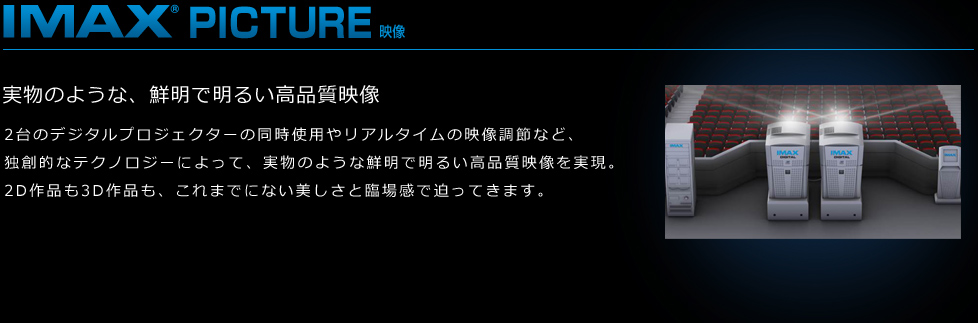 IMAX® PICTURE 映像
実物のような、鮮明で明るい高品質映像
2台のデジタルプロジェクターの同時使用やリアルタイムの映像調節など、
独創的なテクノロジーによって、実物のような鮮明で明るい高品質映像を実現。
2D作品も3D作品も、これまでにない美しさと臨場感で迫ってきます。
IMAX
IMAX DIGITAL
IMAX DIGITAL
IMAX